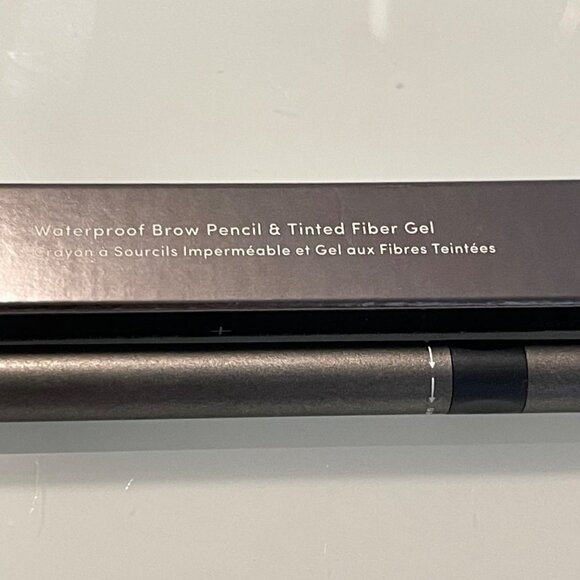 Waterproof Brow Pencil & Tinted Fiber Gel
Crayon à Sourcils Imperméable et Gel aux Fibres Teintées